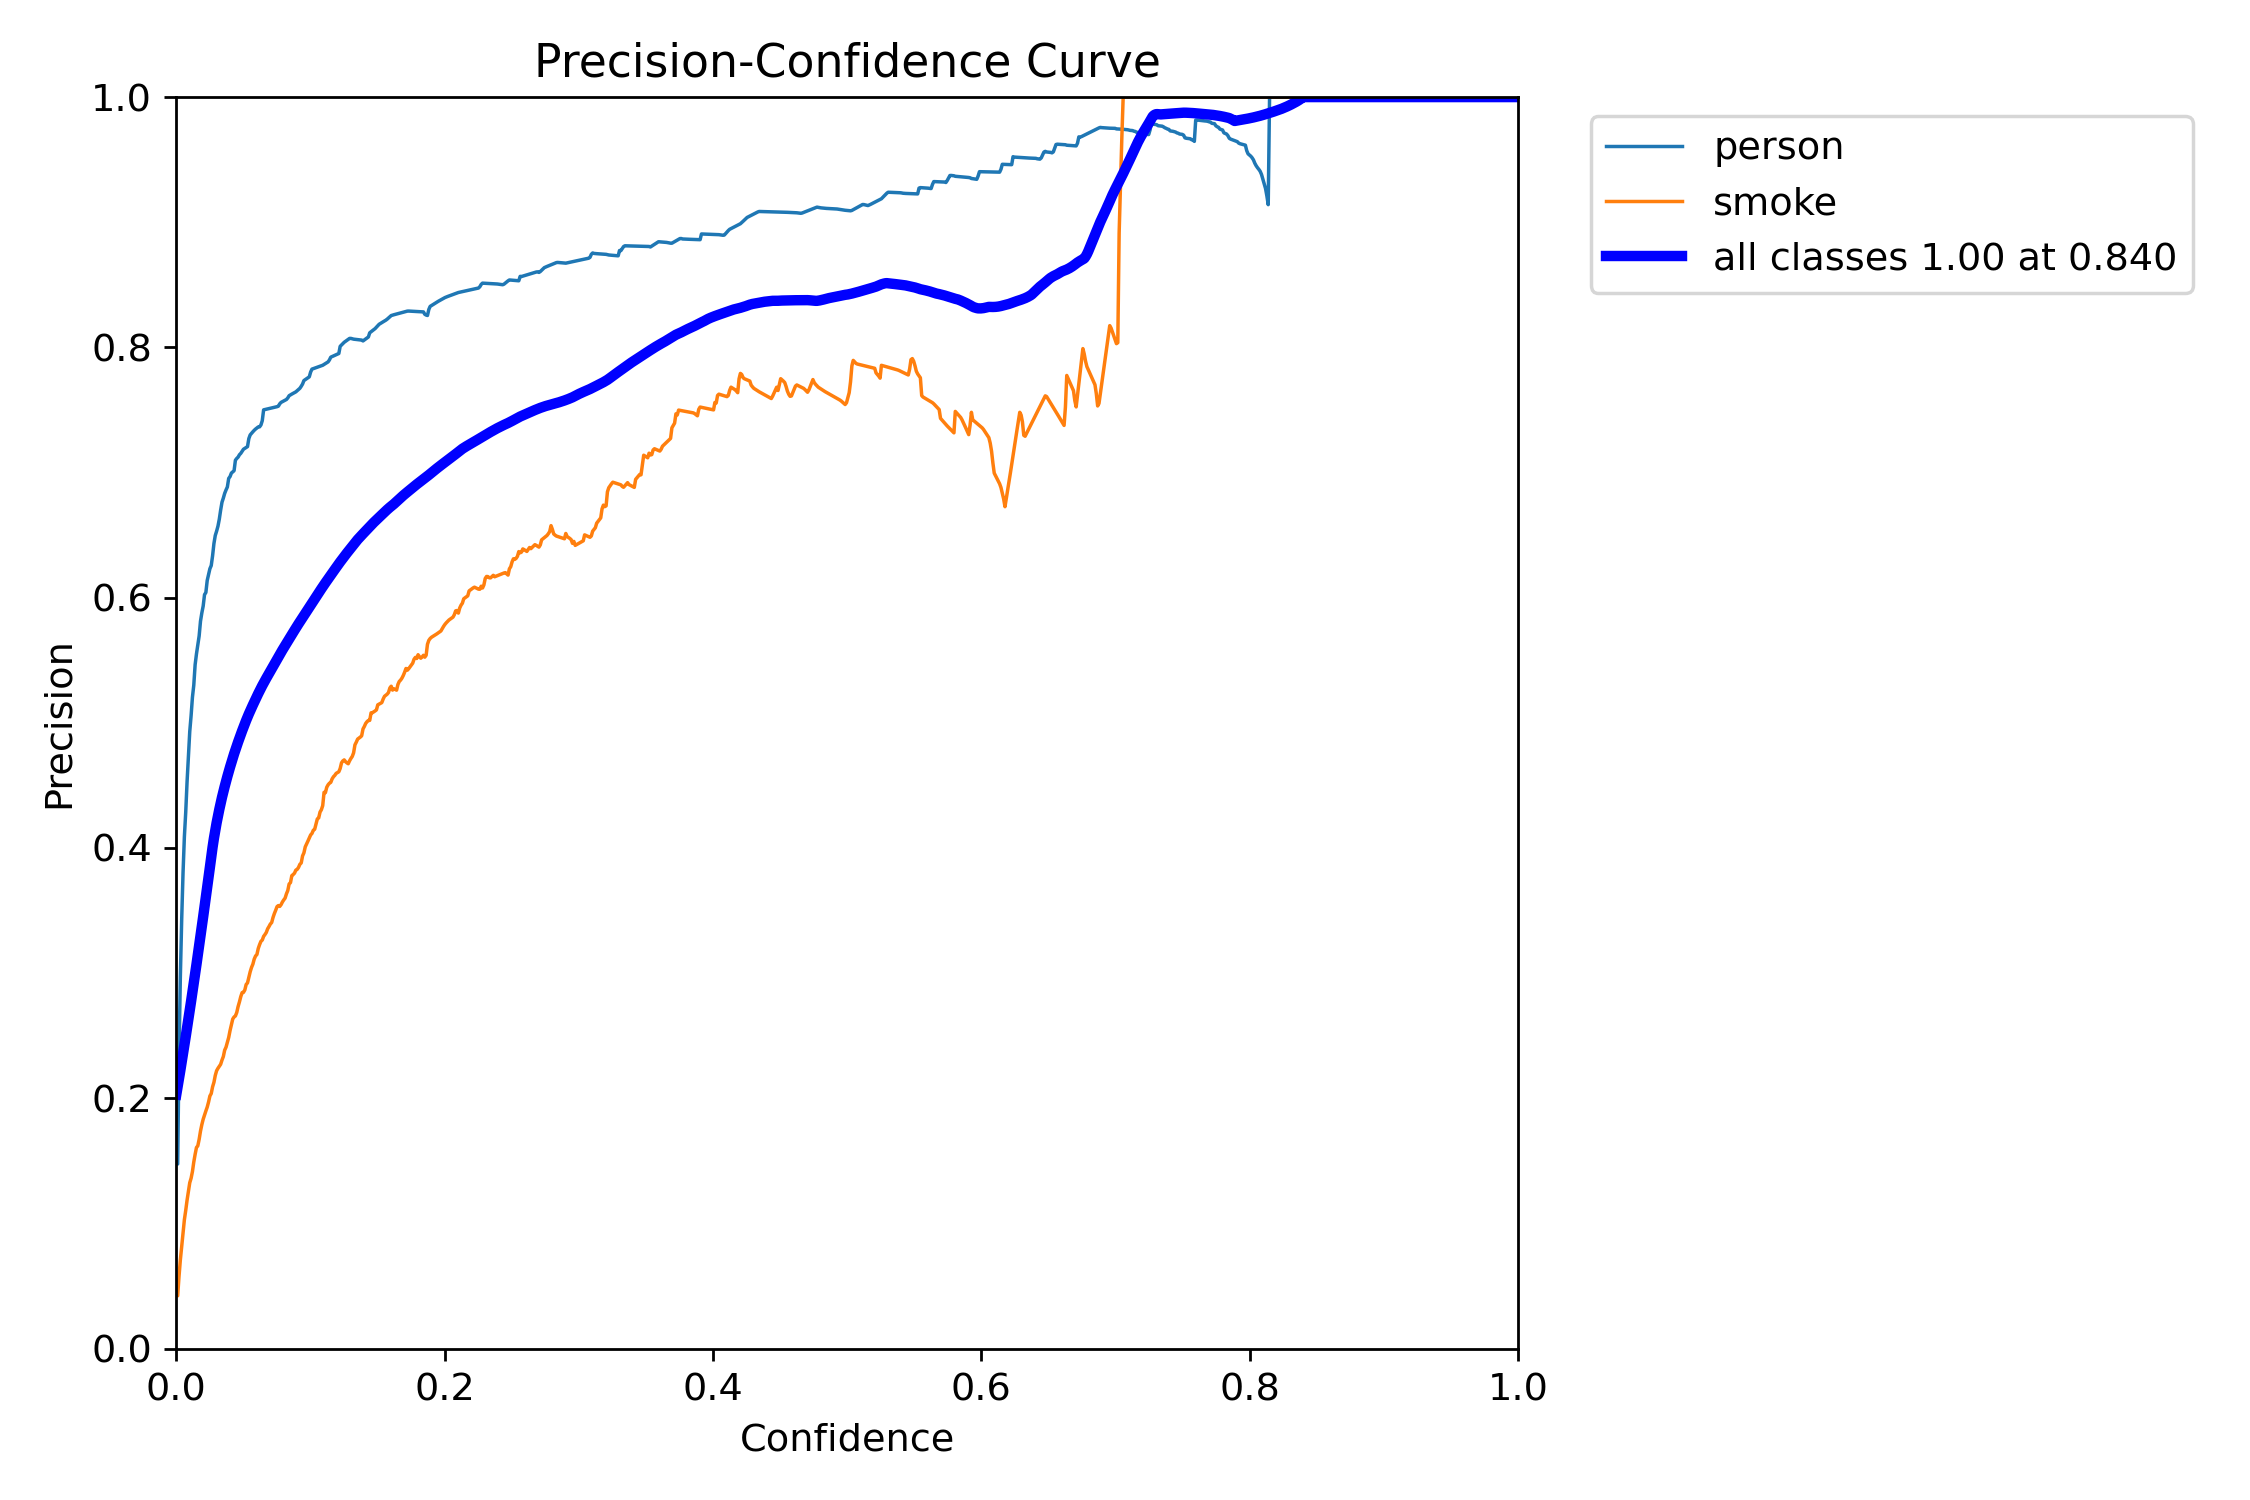 Precision-Confidence Curve
1.0
0.8
0.6
0.4
0.2
0.0
Precision
0.0 0.2 0.4 0.6 0.8 1.0
Confidence
person
smoke
all classes 1.00 at 0.840